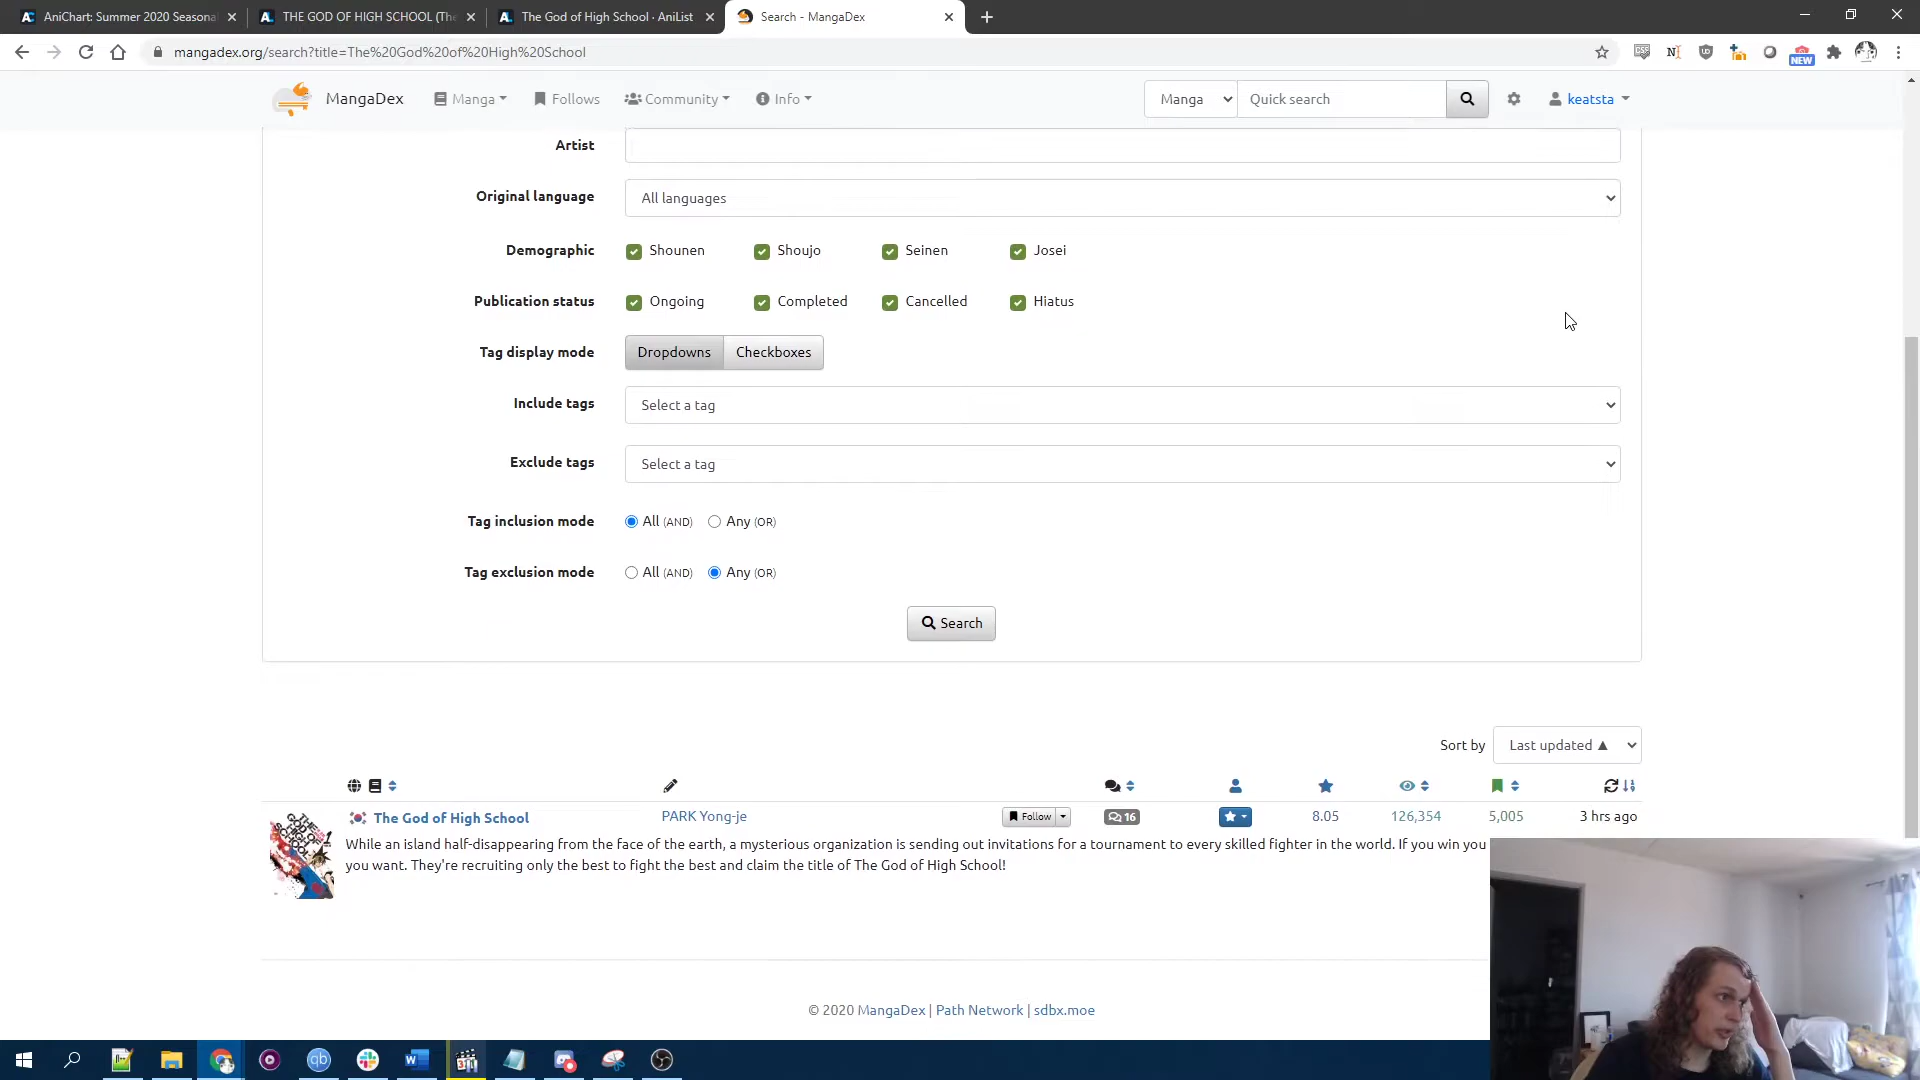 AniChart: Summer 2020 Seasona
THE GOD OF HIGH SCHOOL (The
The God of High School · AniList
Search - MangaDex
mangadex.org/search?title=The%20God%20of%20High%20School
NEW
MangaDex
Manga
Follows
Community
Info
Manga
Quick search
keatsta
Artist
Original language
All languages
Demographic
Shounen
Shoujo
Seinen
Josei
Publication status
Ongoing
Completed
Cancelled
Hiatus
Tag display mode
Dropdowns
Checkboxes
Include tags
Select a tag
Exclude tags
Select a tag
Tag inclusion mode
All (AND)
Any (OR)
Tag exclusion mode
All (AND)
Any (OR)
Search
Sort by
Last updated ▲
The God of High School
PARK Yong-je
Follow
16
8.05
126,354
5,005
3 hrs ago
While an island half-disappearing from the face of the earth, a mysterious organization is sending out invitations for a tournament to every skilled fighter in the world. If you win you
you want. They're recruiting only the best to fight the best and claim the title of The God of High School!
© 2020 MangaDex | Path Network | sdbx.moe